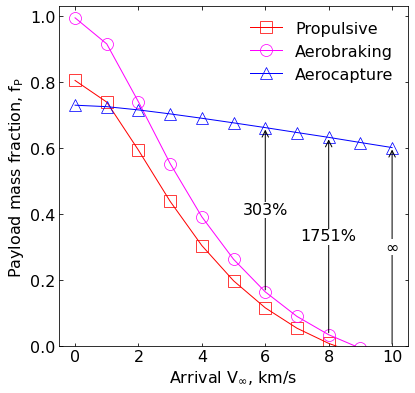 1.0
0.8
0.6
0.4
0.2
0.0
Payload mass fraction, fₚ
Propulsive
Aerobraking
Aerocapture
303%
1751%
∞
0 2 4 6 8 10
Arrival V∞, km/s